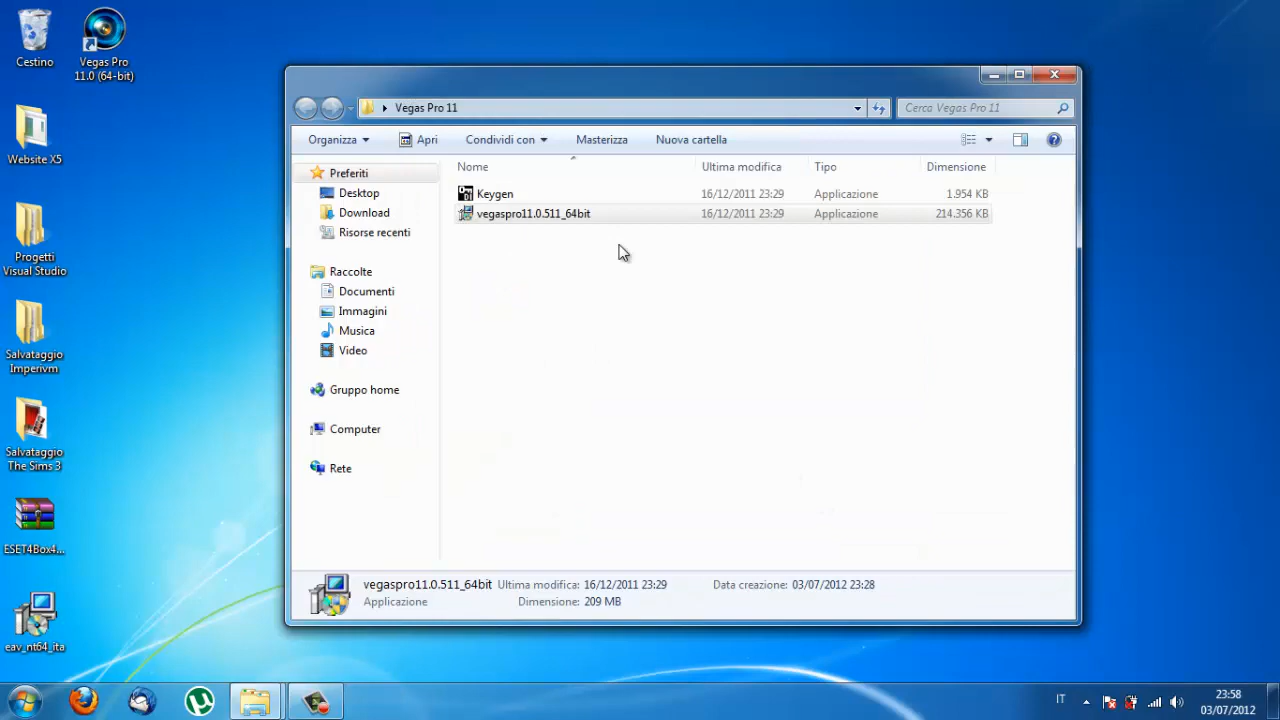 Cestino
Vegas Pro
11.0 (64-bit)
Website X5
Progetti
Visual Studio
Salvataggio
Imperivm
Salvataggio
The Sims 3
ESET4Box4...
eav_nt64_ita
Vegas Pro 11
Cerca Vegas Pro 11
Organizza
Apri
Condividi con
Masterizza
Nuova cartella
Preferiti
Desktop
Download
Risorse recenti
Raccolte
Documenti
Immagini
Musica
Video
Gruppo home
Computer
Rete
Nome Ultima modifica Tipo Dimensione
Keygen 16/12/2011 23:29 Applicazione 1.954 KB
vegaspro11.0.511_64bit 16/12/2011 23:29 Applicazione 214.356 KB
vegaspro11.0.511_64bit Ultima modifica: 16/12/2011 23:29 Data creazione: 03/07/2012 23:28
Applicazione Dimensione: 209 MB
IT
23:58
03/07/2012